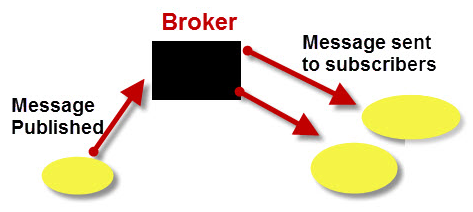 Broker
Message sent
to subscribers
Message
Published